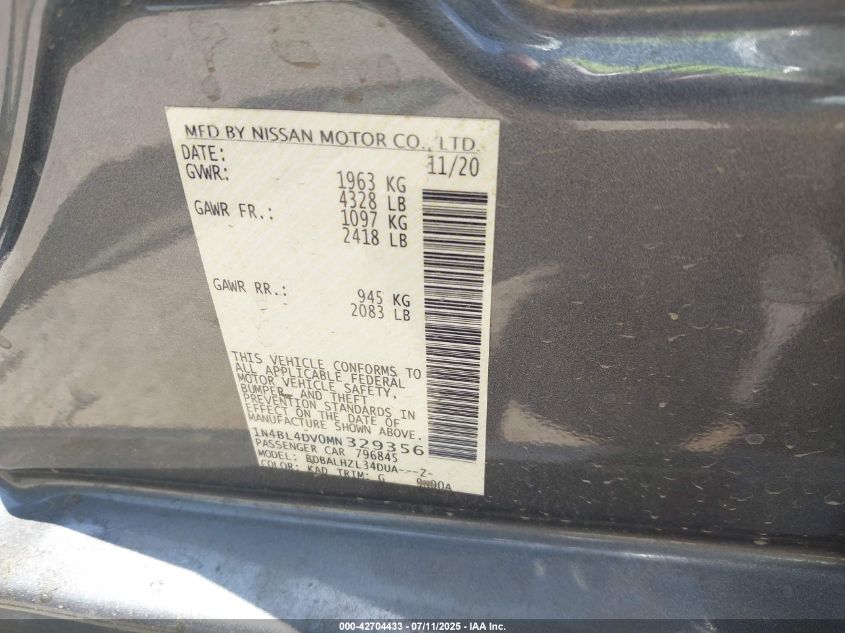 MFD BY NISSAN MOTOR CO., LTD.
DATE: 11/20
GVWR: 1963 KG
4328 LB
GAWR FR.: 1097 KG
2418 LB
GAWR RR.: 945 KG
2083 LB
THIS VEHICLE CONFORMS TO
ALL APPLICABLE FEDERAL
MOTOR VEHICLE SAFETY,
BUMPER, AND THEFT
PREVENTION STANDARDS IN
EFFECT ON THE DATE OF
MANUFACTURE SHOWN ABOVE.
1N4BL4DV0MN329356
PASSENGER CAR 796845
MODEL: BDBALHZL34DUA---Z-
COLOR: KAD TRIM: G
000-42704433 - 07/11/2025 - IAA Inc.